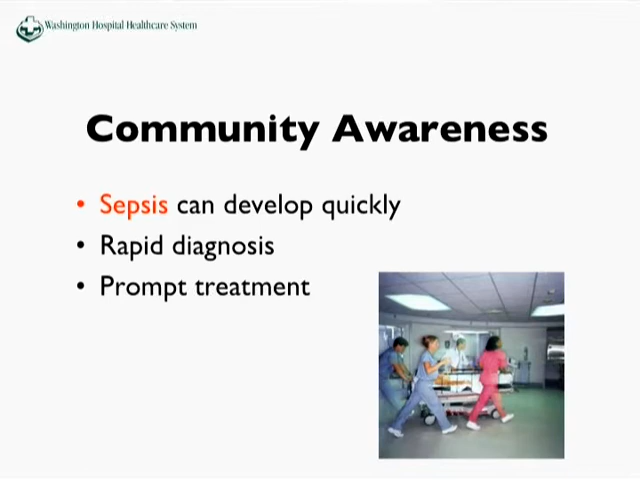 Washington Hospital Healthcare System
Community Awareness
• Sepsis can develop quickly
• Rapid diagnosis
• Prompt treatment